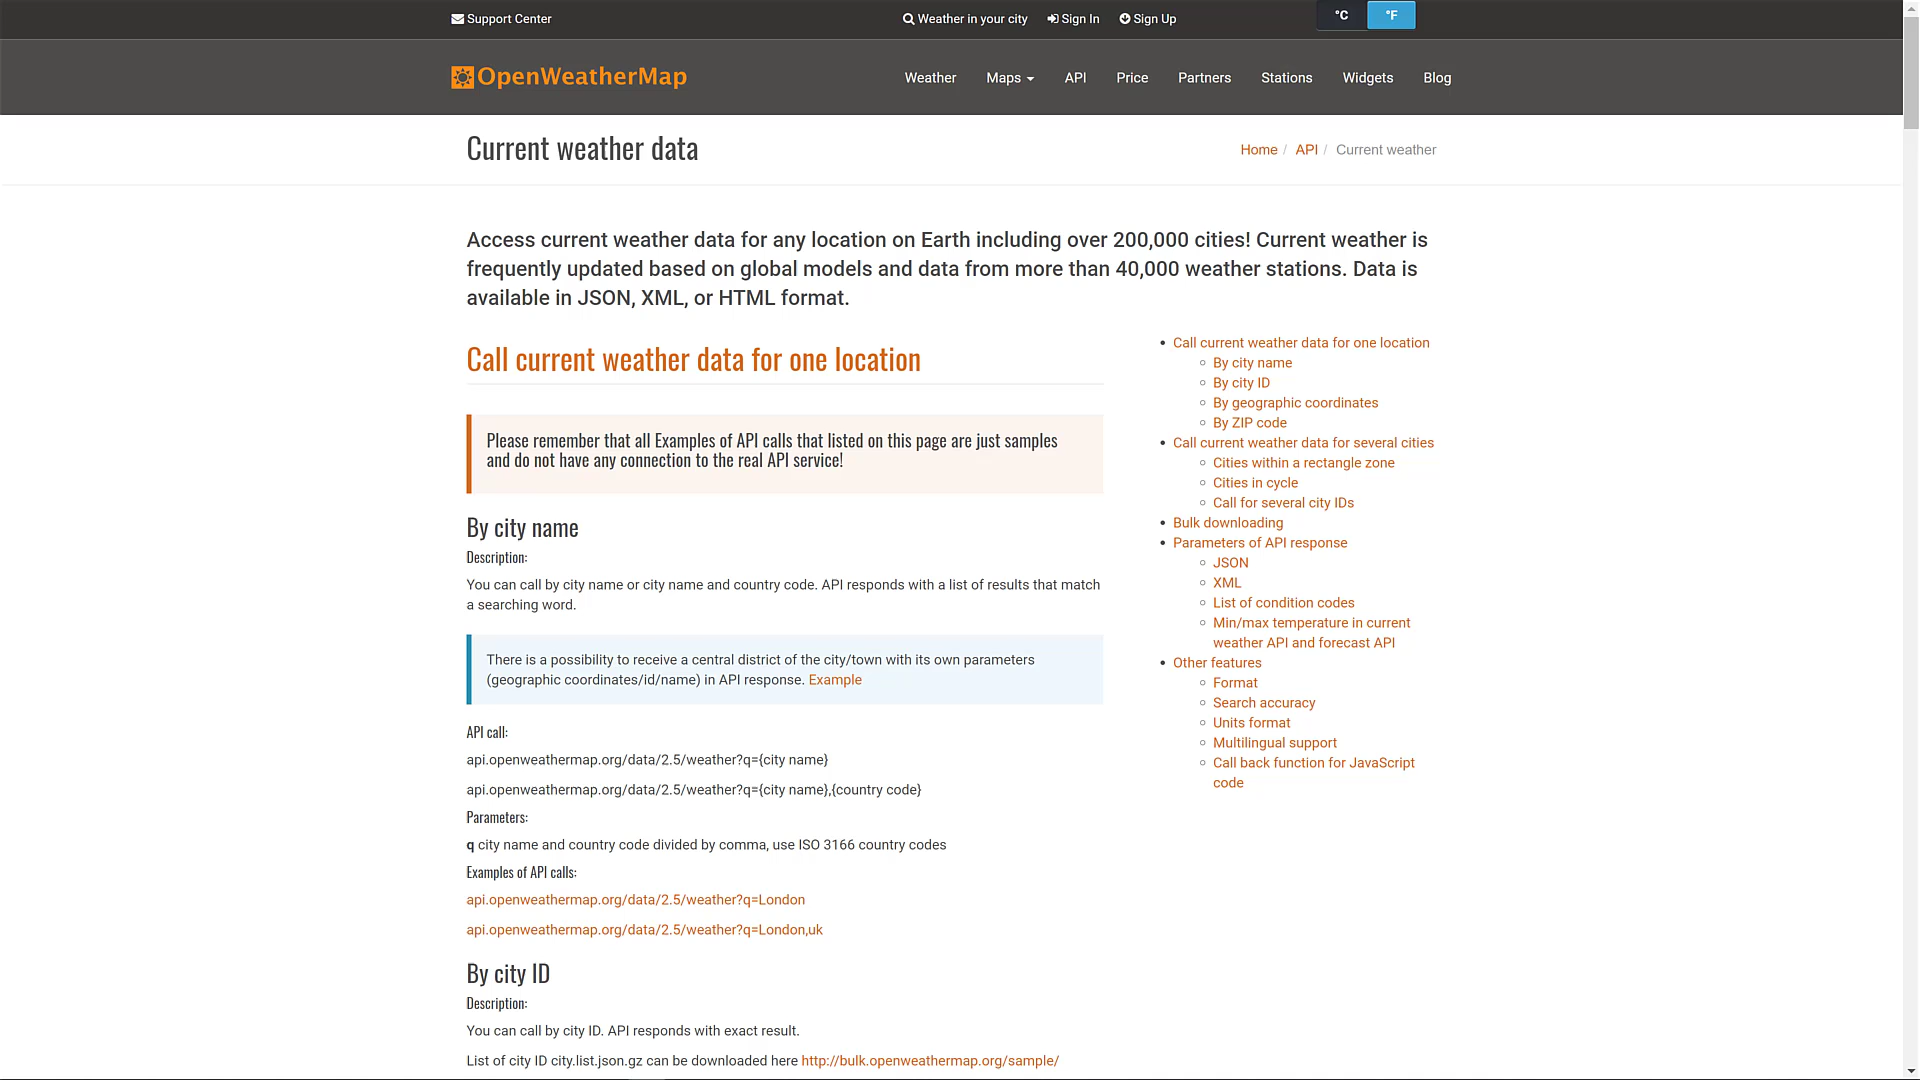 Support Center
Weather in your city Sign In Sign Up
°C °F
OpenWeatherMap
Weather Maps API Price Partners Stations Widgets Blog
Current weather data
Home / API / Current weather
Access current weather data for any location on Earth including over 200,000 cities! Current weather is
frequently updated based on global models and data from more than 40,000 weather stations. Data is
available in JSON, XML, or HTML format.
Call current weather data for one location
Please remember that all Examples of API calls that listed on this page are just samples
and do not have any connection to the real API service!
By city name
Description:
You can call by city name or city name and country code. API responds with a list of results that match
a searching word.
There is a possibility to receive a central district of the city/town with its own parameters
(geographic coordinates/id/name) in API response. Example
API call:
api.openweathermap.org/data/2.5/weather?q={city name}
api.openweathermap.org/data/2.5/weather?q={city name},{country code}
Parameters:
q city name and country code divided by comma, use ISO 3166 country codes
Examples of API calls:
api.openweathermap.org/data/2.5/weather?q=London
api.openweathermap.org/data/2.5/weather?q=London,uk
By city ID
Description:
You can call by city ID. API responds with exact result.
List of city ID city.list.json.gz can be downloaded here http://bulk.openweathermap.org/sample/
Call current weather data for one location
By city name
By city ID
By geographic coordinates
By ZIP code
Call current weather data for several cities
Cities within a rectangle zone
Cities in cycle
Call for several city IDs
Bulk downloading
Parameters of API response
JSON
XML
List of condition codes
Min/max temperature in current
weather API and forecast API
Other features
Format
Search accuracy
Units format
Multilingual support
Call back function for JavaScript
code